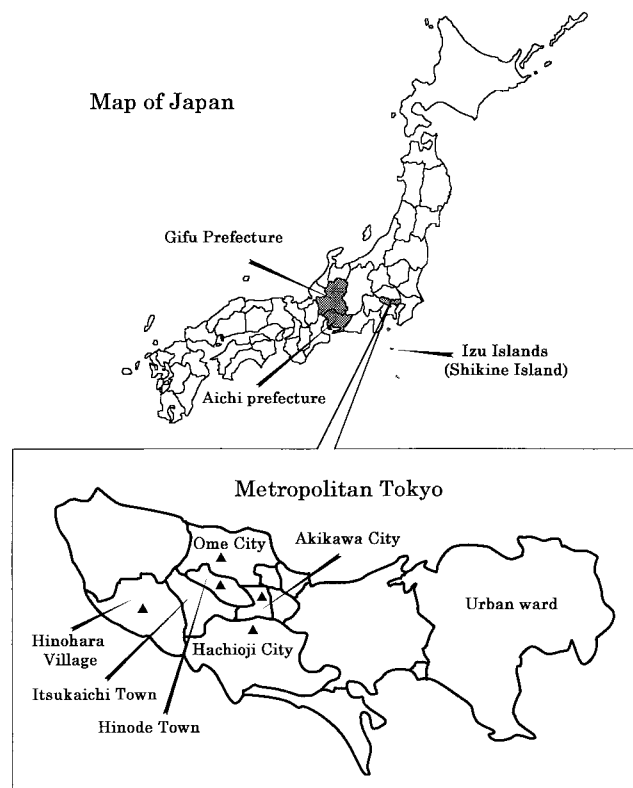 Map of Japan
Gifu Prefecture
Izu Islands
(Shikine Island)
Aichi prefecture
Metropolitan Tokyo
Ome City
Akikawa City
Urban ward
Hinohara
Village
Hachioji City
Itsukaichi Town
Hinode Town